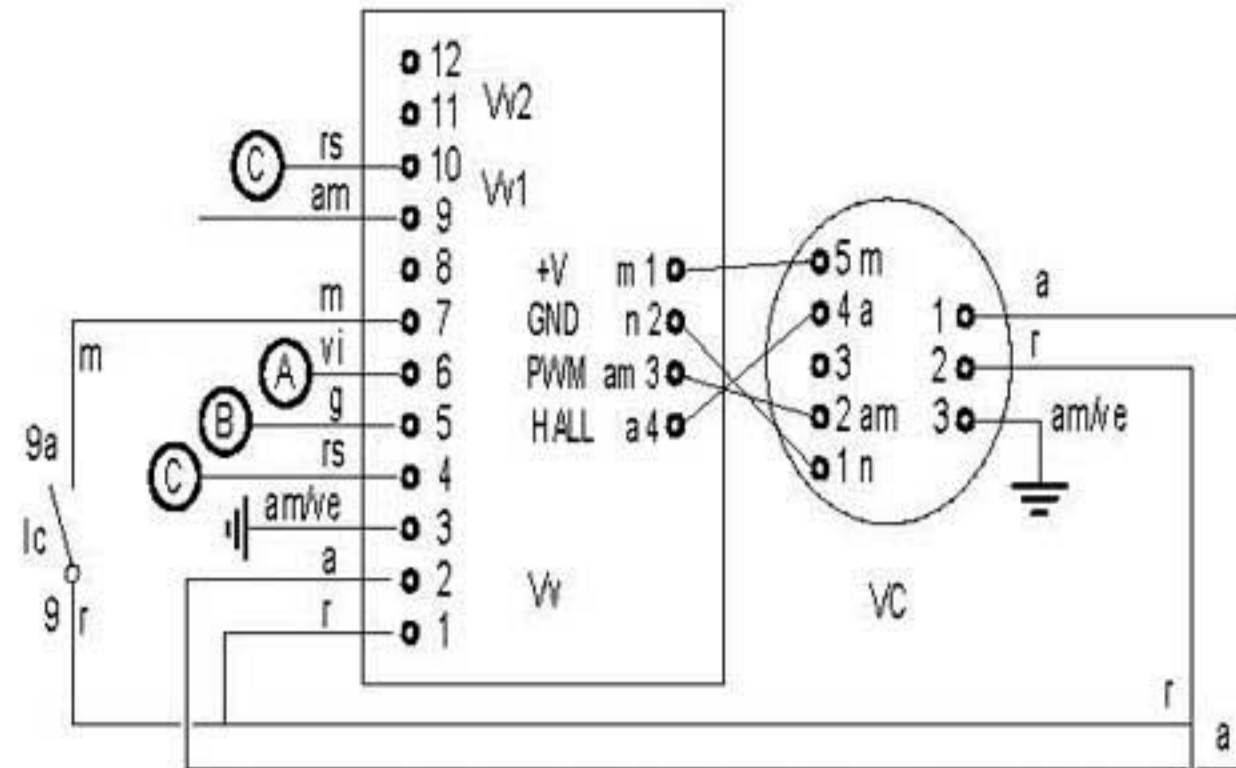 12
11 Vv2
rs
C 10
am Vv1
9
8 +V m 1 5 m
m a
7 GND n 2 4 a 1
m vi r
A 6 PWM am 3 3 2
g
B 5 HALL a 4 2 am 3 am/ve
9a rs
C 4 1 n
am/ve
Ic 3
a
2 Vv VC
9 r r
1
r
a